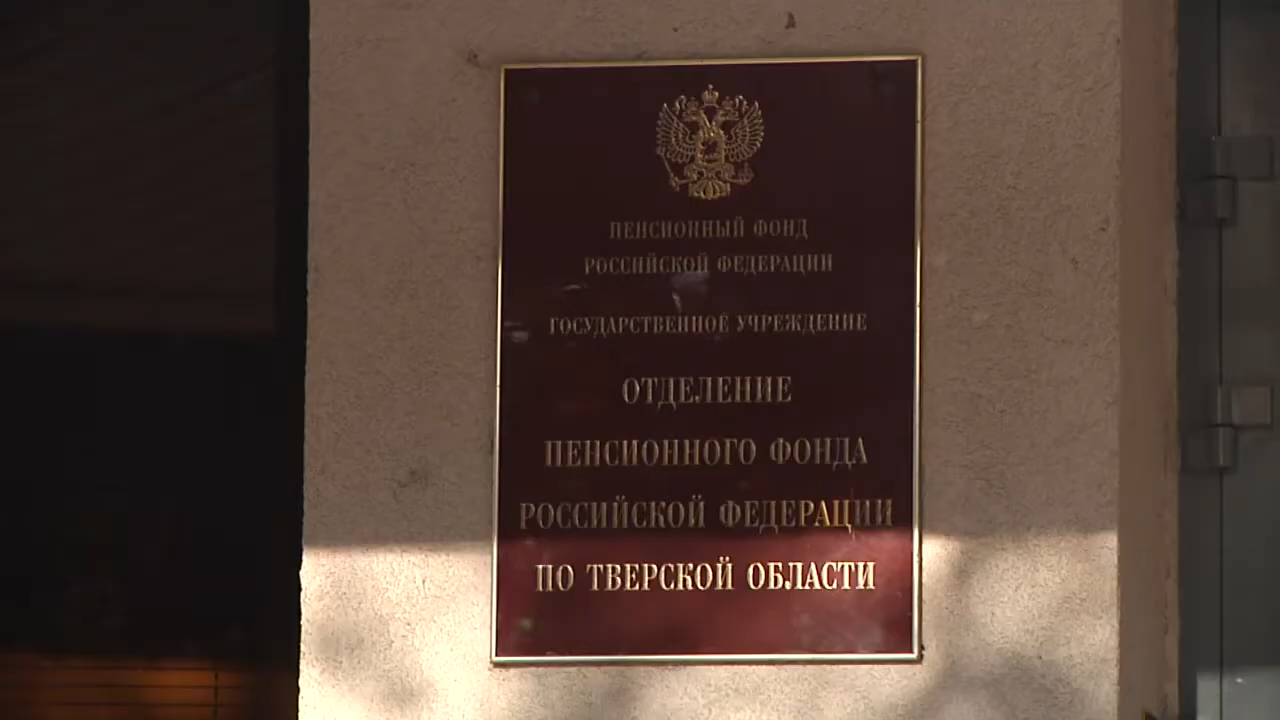 ПЕНСИОННЫЙ ФОНД
РОССИЙСКОЙ ФЕДЕРАЦИИ
ГОСУДАРСТВЕННОЕ УЧРЕЖДЕНИЕ
ОТДЕЛЕНИЕ
ПЕНСИОННОГО ФОНДА
РОССИЙСКОЙ ФЕДЕРАЦИИ
ПО ТВЕРСКОЙ ОБЛАСТИ